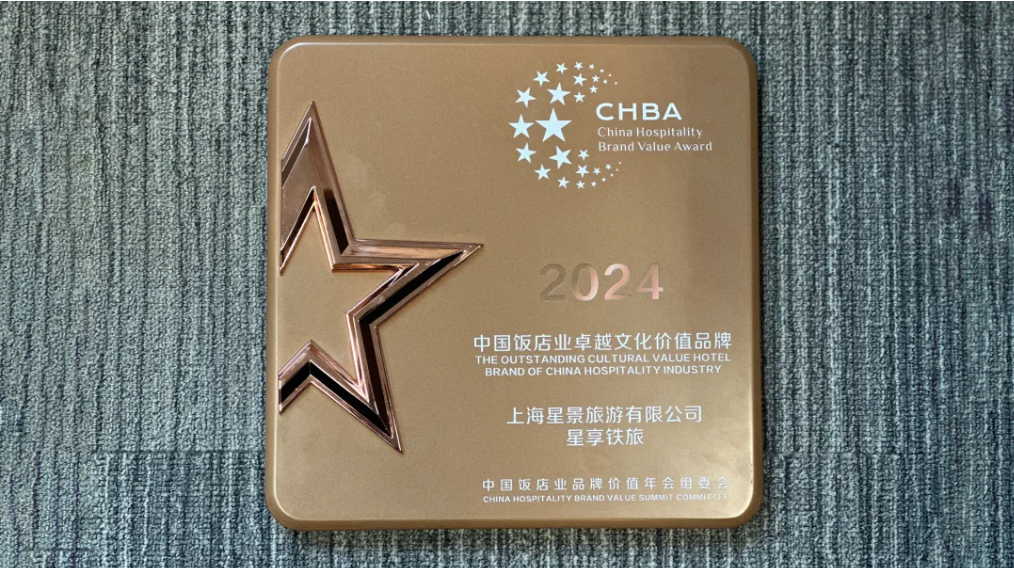 CHBA
China Hospitality
Brand Value Award
2024
中国饭店业卓越文化价值品牌
THE OUTSTANDING CULTURAL VALUE HOTEL
BRAND OF CHINA HOSPITALITY INDUSTRY
上海星景旅游有限公司
星享铁旅
中国饭店业品牌价值年会组委会
CHINA HOSPITALITY BRAND VALUE SUMMIT COMMITTEE